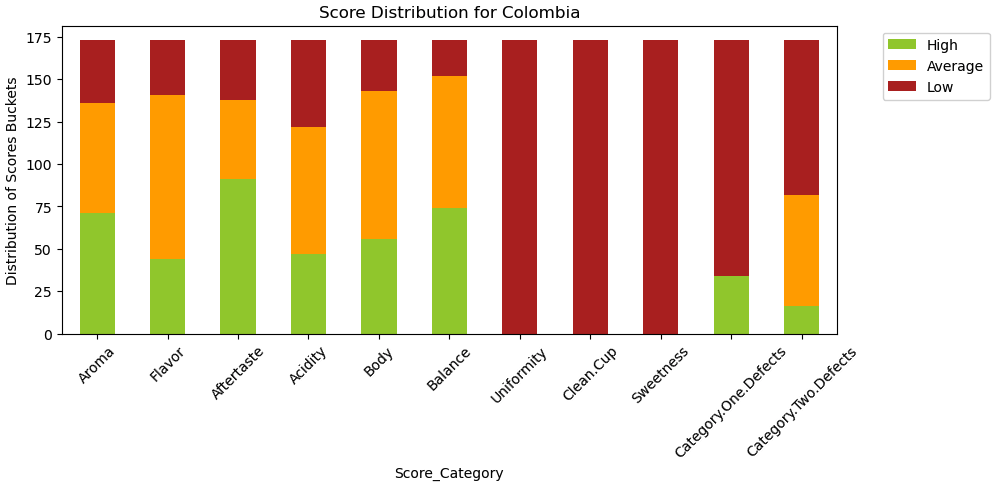 Score Distribution for Colombia
High
Average
Low
Distribution of Scores Buckets
175
150
125
100
75
50
25
0
Aroma
Flavor
Aftertaste
Acidity
Body
Balance
Uniformity
Clean.Cup
Sweetness
Category.One.Defects
Category.Two.Defects
Score_Category